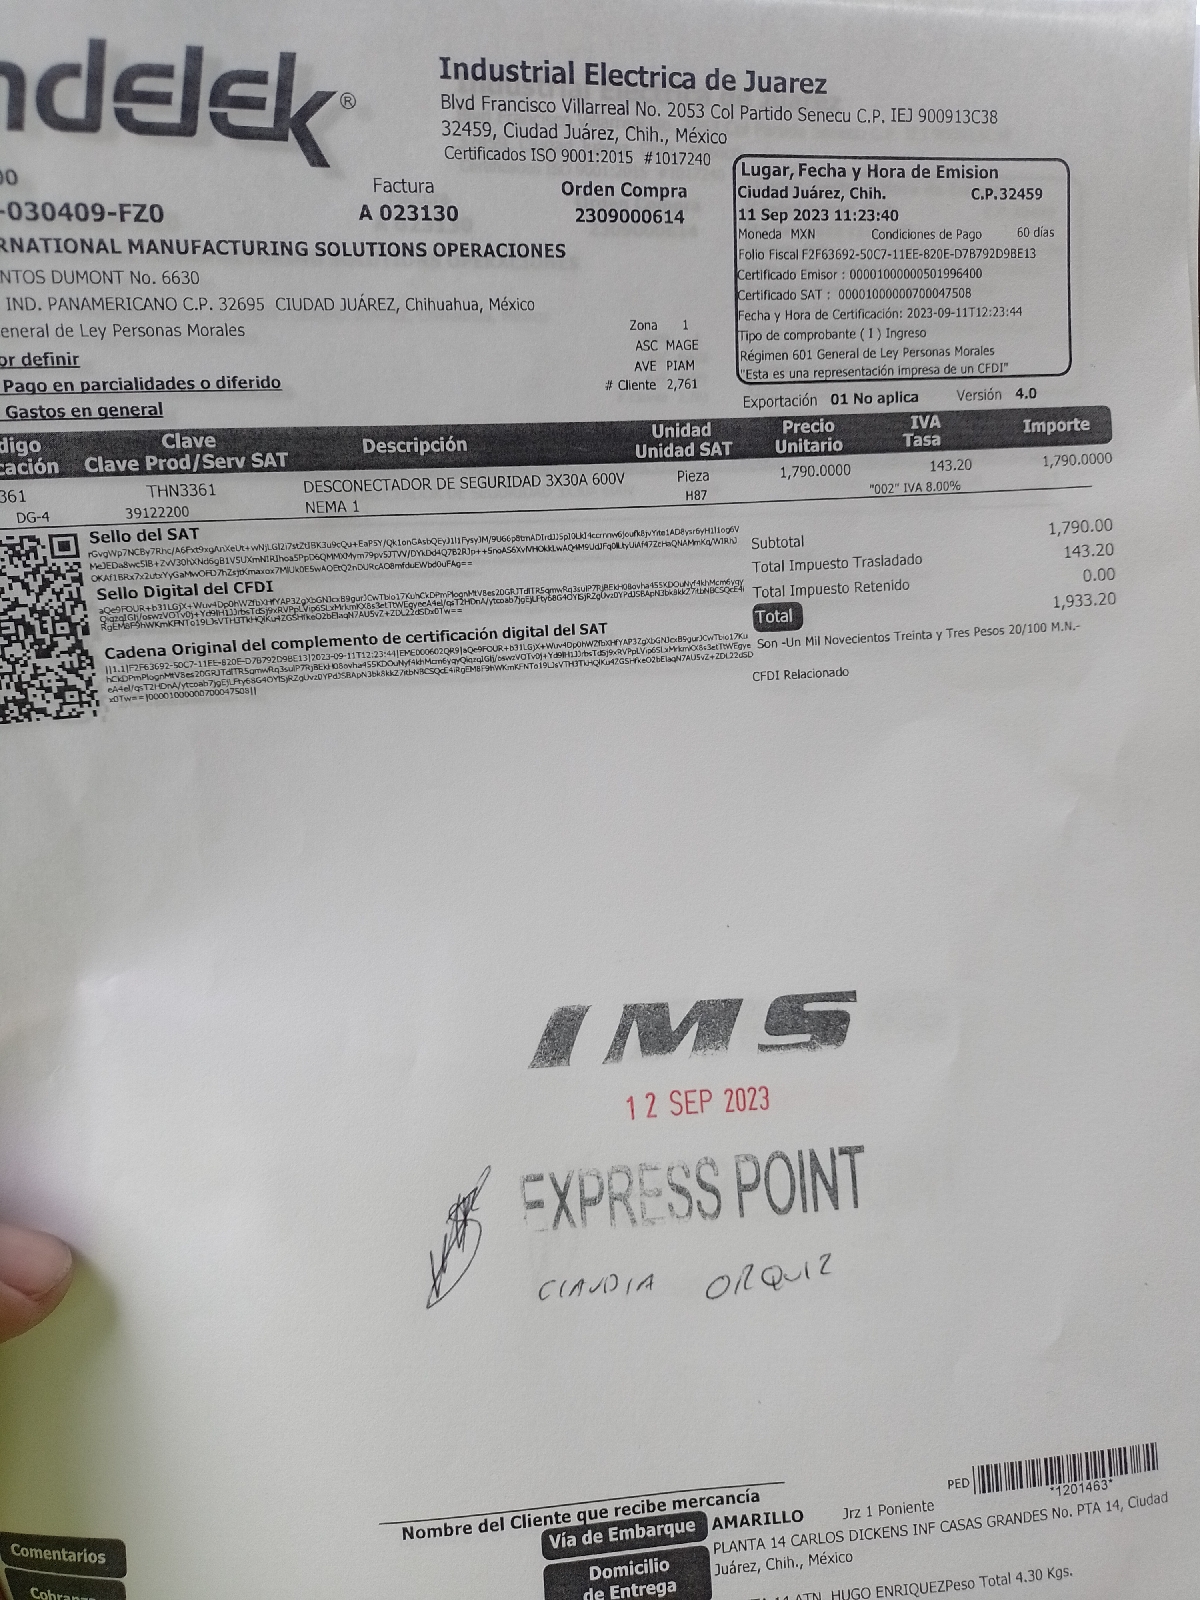 ndelek®
Industrial Electrica de Juarez
Blvd Francisco Villarreal No. 2053 Col Partido Senecu C.P. IEJ 900913C38
32459, Ciudad Juárez, Chih., México
Certificados ISO 9001:2015 #1017240
00
-030409-FZ0
Factura
A 023130
Orden Compra
2309000614
Lugar, Fecha y Hora de Emision
Ciudad Juárez, Chih. C.P.32459
11 Sep 2023 11:23:40
Moneda MXN Condiciones de Pago 60 días
Folio Fiscal F2F63692-50C7-11EE-820E-D7B792D9BE13
Certificado Emisor : 00001000000501996400
Certificado SAT : 00001000000700047508
Fecha y Hora de Certificación: 2023-09-11T12:23:44
Tipo de comprobante ( I ) Ingreso
Régimen 601 General de Ley Personas Morales
"Esta es una representación impresa de un CFDI"
RNATIONAL MANUFACTURING SOLUTIONS OPERACIONES
NTOS DUMONT No. 6630
IND. PANAMERICANO C.P. 32695 CIUDAD JUÁREZ, Chihuahua, México
eneral de Ley Personas Morales
or definir
Pago en parcialidades o diferido
Gastos en general
Zona 1
ASC MAGE
AVE PIAM
# Cliente 2,761
Exportación 01 No aplica Versión 4.0
digo Clave Descripción Unidad Precio IVA Importe
cación Clave Prod/Serv SAT Unidad SAT Unitario Tasa
361 THN3361 DESCONECTADOR DE SEGURIDAD 3X30A 600V Pieza 1,790.0000 143.20 1,790.0000
DG-4 39122200 NEMA 1 H87 "002" IVA 8.00%
Sello del SAT
Sello Digital del CFDI
Cadena Original del complemento de certificación digital del SAT
Subtotal 1,790.00
Total Impuesto Trasladado 143.20
Total Impuesto Retenido 0.00
Total 1,933.20
Son -Un Mil Novecientos Treinta y Tres Pesos 20/100 M.N.-
CFDI Relacionado
IMS
12 SEP 2023
EXPRESS POINT
CLAUDIA ORQUIZ
PED *1201463*
Nombre del Cliente que recibe mercancía
Vía de Embarque AMARILLO Jrz 1 Poniente
Domicilio de Entrega PLANTA 14 CARLOS DICKENS INF CASAS GRANDES No. PTA 14, Ciudad
Juárez, Chih., México
14 ATN. HUGO ENRIQUEZ Peso Total 4.30 Kgs.
Comentarios